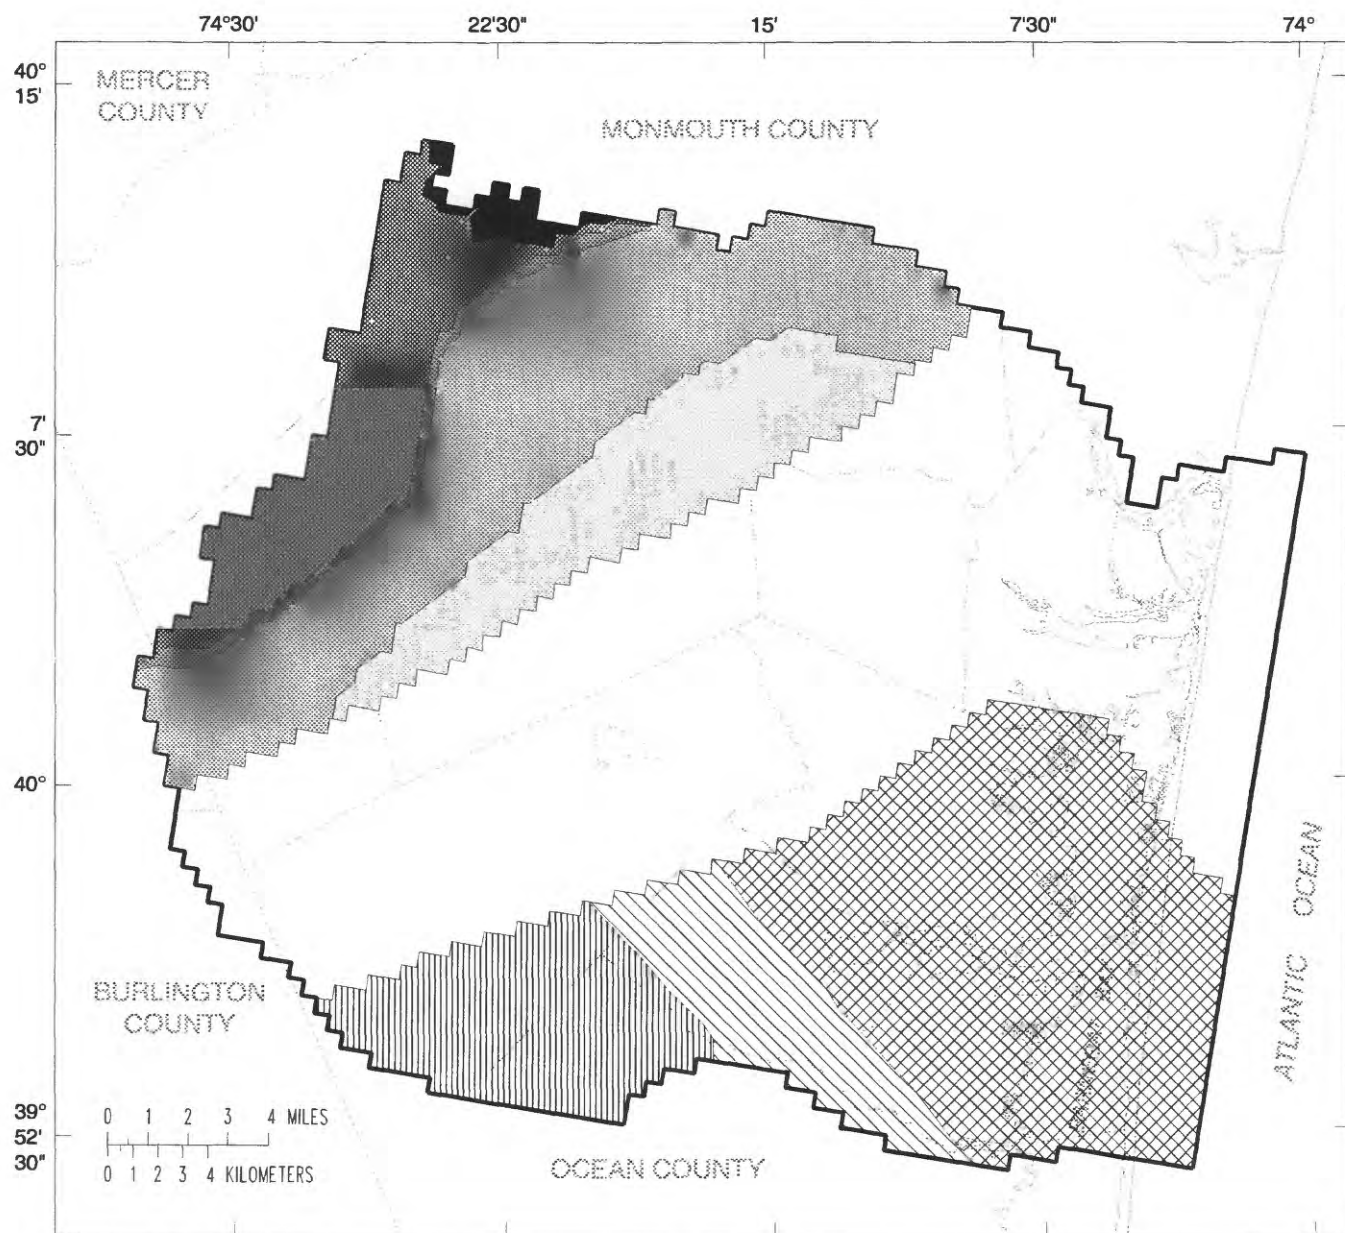 74°30' 22'30" 15' 7'30" 74°
40°
15'
MERCER
COUNTY
MONMOUTH COUNTY
7'
30"
40°
ATLANTIC OCEAN
BURLINGTON
COUNTY
39°
52'
30"
0 1 2 3 4 MILES
0 1 2 3 4 KILOMETERS
OCEAN COUNTY